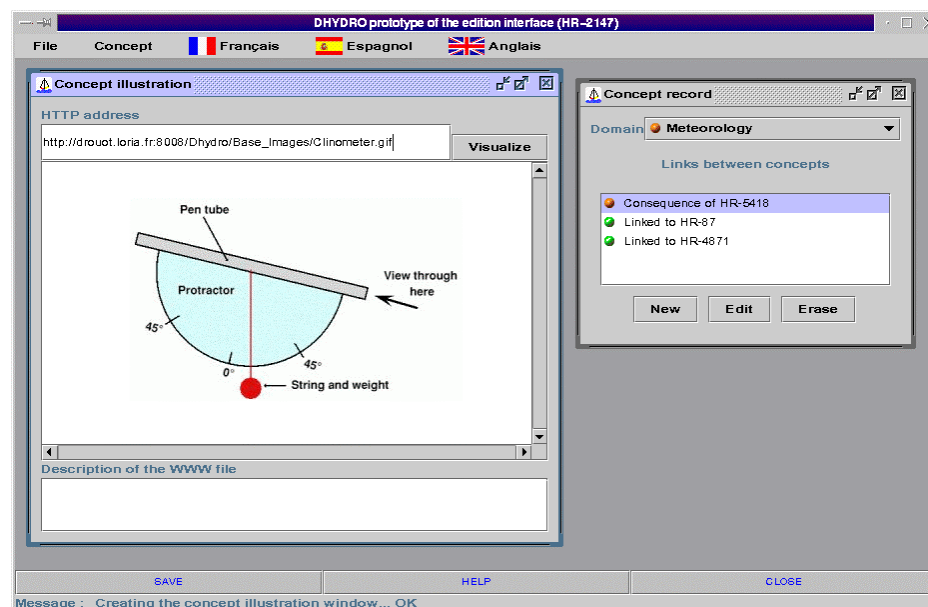 DHYDRO prototype of the edition interface (HR-2147)
File Concept Français Espagnol Anglais
Concept illustration
HTTP address
http://drouot.loria.fr:8008/Dhydro/Base_Images/Clinometer.gif
Visualize
Pen tube
View through
here
Protractor
45°
0°
45°
String and weight
Description of the WWW file
Concept record
Domain Meteorology
Links between concepts
Consequence of HR-5418
Linked to HR-87
Linked to HR-4871
New Edit Erase
SAVE HELP CLOSE
Message : Creating the concept illustration window... OK